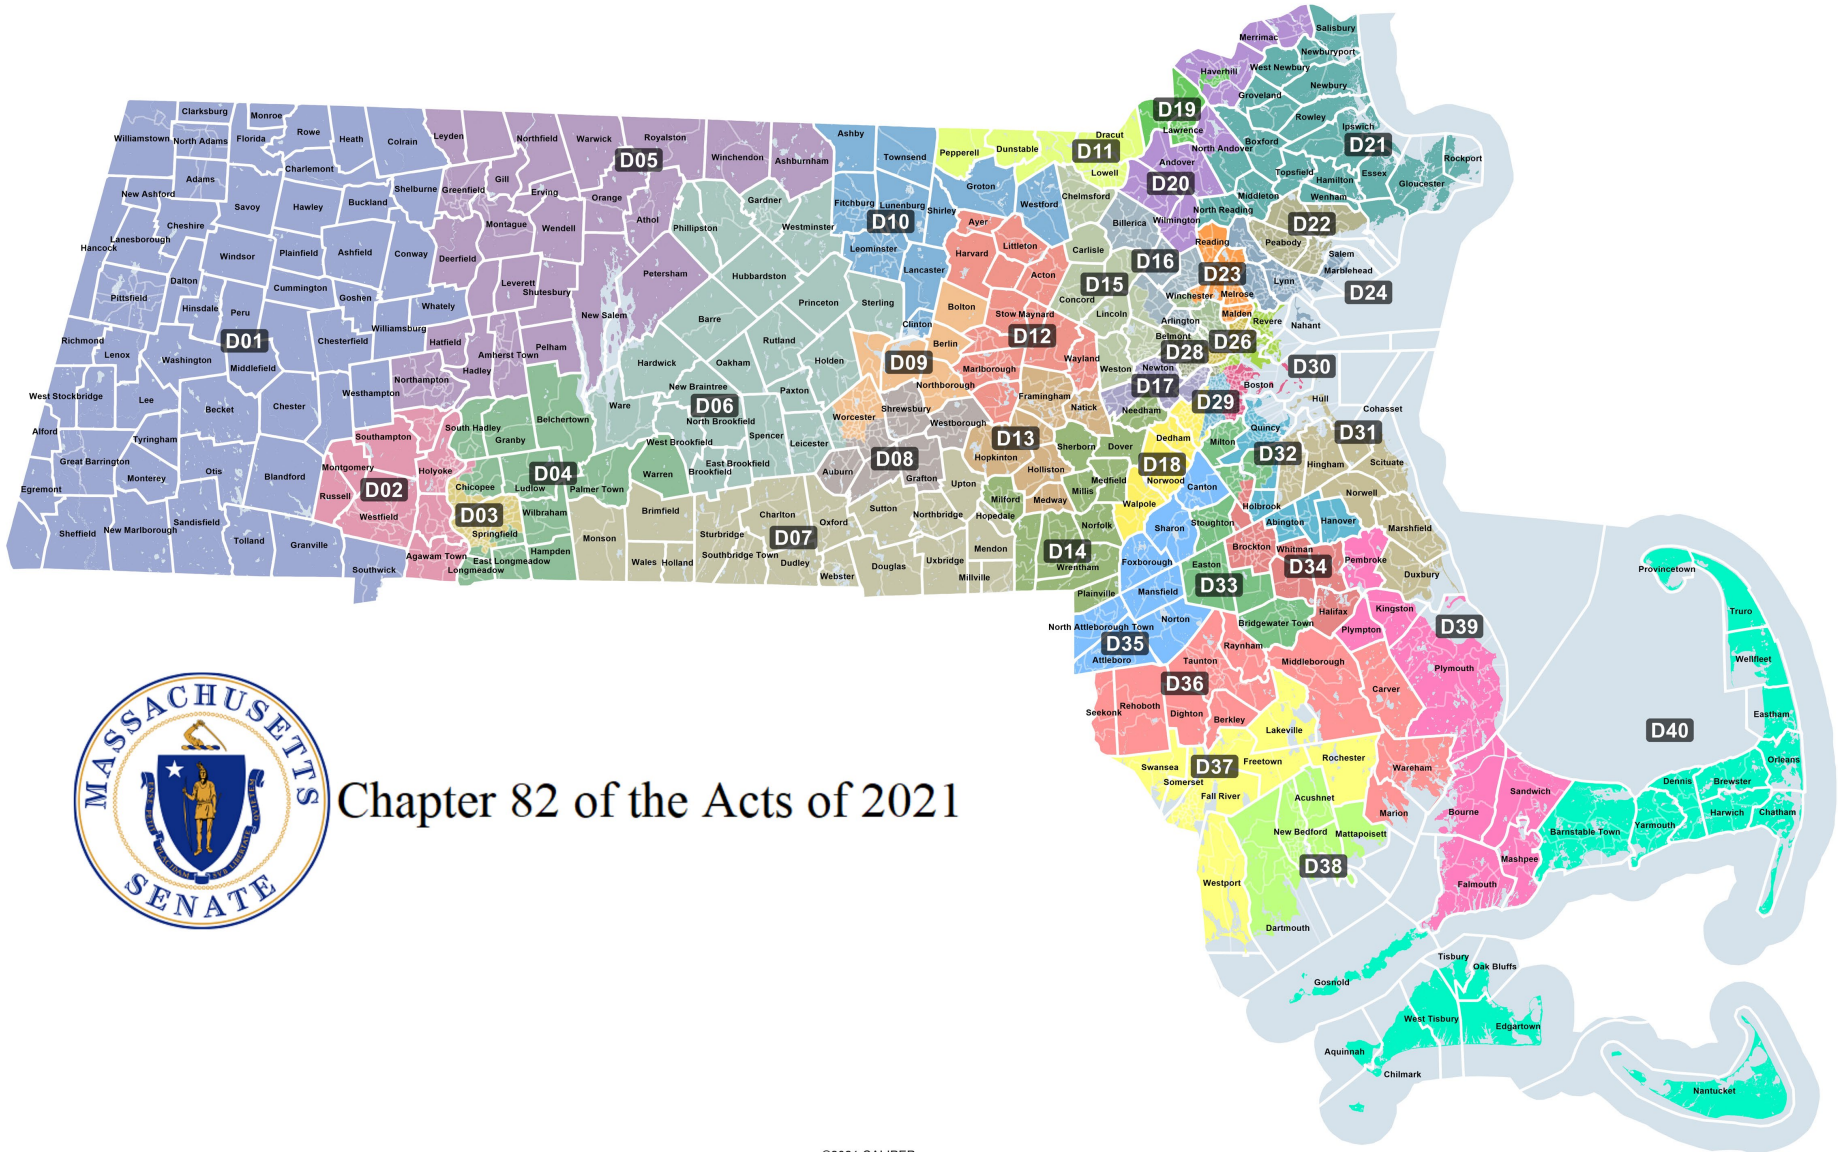 Salisbury
Merrimac
Newburyport
West Newbury
Haverhill
Newbury
Groveland
D19
Rowley
Lawrence
Ipswich
North Andover
Boxford
D21
Rockport
Andover
Topsfield
Hamilton
Essex
Gloucester
D20
Middleton
Wenham
North Reading
D22
Wilmington
Clarksburg
Monroe
Williamstown
North Adams
Florida
Rowe
Heath
Colrain
Leyden
Northfield
Warwick
Royalston
D05
Winchendon
Ashburnham
Ashby
Townsend
Pepperell
Dunstable
Dracut
D11
Lowell
Charlemont
Adams
New Ashford
Savoy
Hawley
Buckland
Shelburne
Greenfield
Gill
Erving
Orange
Athol
Phillipston
Gardner
Westminster
Fitchburg
Lunenburg
D10
Shirley
Groton
Westford
Chelmsford
Billerica
Ayer
Cheshire
Lanesborough
Hancock
Windsor
Plainfield
Ashfield
Conway
Deerfield
Montague
Wendell
Leverett
Shutesbury
New Salem
Petersham
Hubbardston
Princeton
Sterling
Leominster
Lancaster
Harvard
Littleton
Acton
Carlisle
D15
Concord
Lincoln
D16
Reading
D23
Peabody
Salem
Marblehead
Lynn
D24
Winchester
Melrose
Malden
Revere
Nahant
Arlington
Belmont
D28
D26
D30
Dalton
Pittsfield
Hinsdale
Peru
Cummington
Goshen
Whately
Williamsburg
Chesterfield
Hatfield
Richmond
D01
Lenox
Washington
Middlefield
Amherst Town
Pelham
Hadley
Northampton
Westhampton
Barre
Rutland
Holden
Oakham
Hardwick
Clinton
Bolton
Berlin
D09
Stow
Maynard
D12
Wayland
Marlborough
Northborough
Weston
Newton
D17
D29
Boston
Hull
Cohasset
West Stockbridge
Lee
Becket
Chester
New Braintree
Paxton
D06
North Brookfield
Ware
Spencer
Leicester
Worcester
Shrewsbury
Westborough
Framingham
Natick
Needham
Alford
Tyringham
Great Barrington
Monterey
Otis
Blandford
Egremont
Southampton
South Hadley
Granby
Belchertown
West Brookfield
East Brookfield
Brookfield
Warren
Auburn
D08
Grafton
Upton
D13
Hopkinton
Holliston
Sherborn
Dover
Dedham
D18
Norwood
Milton
Quincy
D32
D31
Hingham
Scituate
Montgomery
Holyoke
D02
Russell
Westfield
Chicopee
D03
Springfield
D04
Ludlow
Palmer Town
Wilbraham
Brimfield
Charlton
Oxford
Sutton
Northbridge
Hopedale
Milford
Medway
Millis
Medfield
Walpole
Canton
Sharon
Stoughton
Holbrook
Abington
Hanover
Norwell
Marshfield
Sheffield
New Marlborough
Sandisfield
Tolland
Granville
Southwick
Agawam Town
Longmeadow
East Longmeadow
Hampden
Monson
Wales
Holland
Sturbridge
Southbridge Town
D07
Dudley
Webster
Douglas
Uxbridge
Mendon
Millville
D14
Norfolk
Wrentham
Plainville
Foxborough
Mansfield
Easton
D33
Brockton
Whitman
D34
Pembroke
Duxbury
North Attleborough Town
D35
Attleboro
Norton
Bridgewater Town
Halifax
Kingston
Plympton
D39
Plymouth
Raynham
Taunton
D36
Middleborough
Carver
Seekonk
Rehoboth
Dighton
Berkley
Lakeville
Swansea
D37
Somerset
Freetown
Fall River
Rochester
Wareham
Marion
Acushnet
New Bedford
Mattapoisett
D38
Westport
Dartmouth
Bourne
Sandwich
Mashpee
Falmouth
Provincetown
Truro
Wellfleet
Eastham
D40
Orleans
Dennis
Brewster
Barnstable Town
Yarmouth
Harwich
Chatham
Gosnold
Tisbury
Oak Bluffs
West Tisbury
Edgartown
Aquinnah
Chilmark
Nantucket
MASSACHUSETTS
SENATE
Chapter 82 of the Acts of 2021